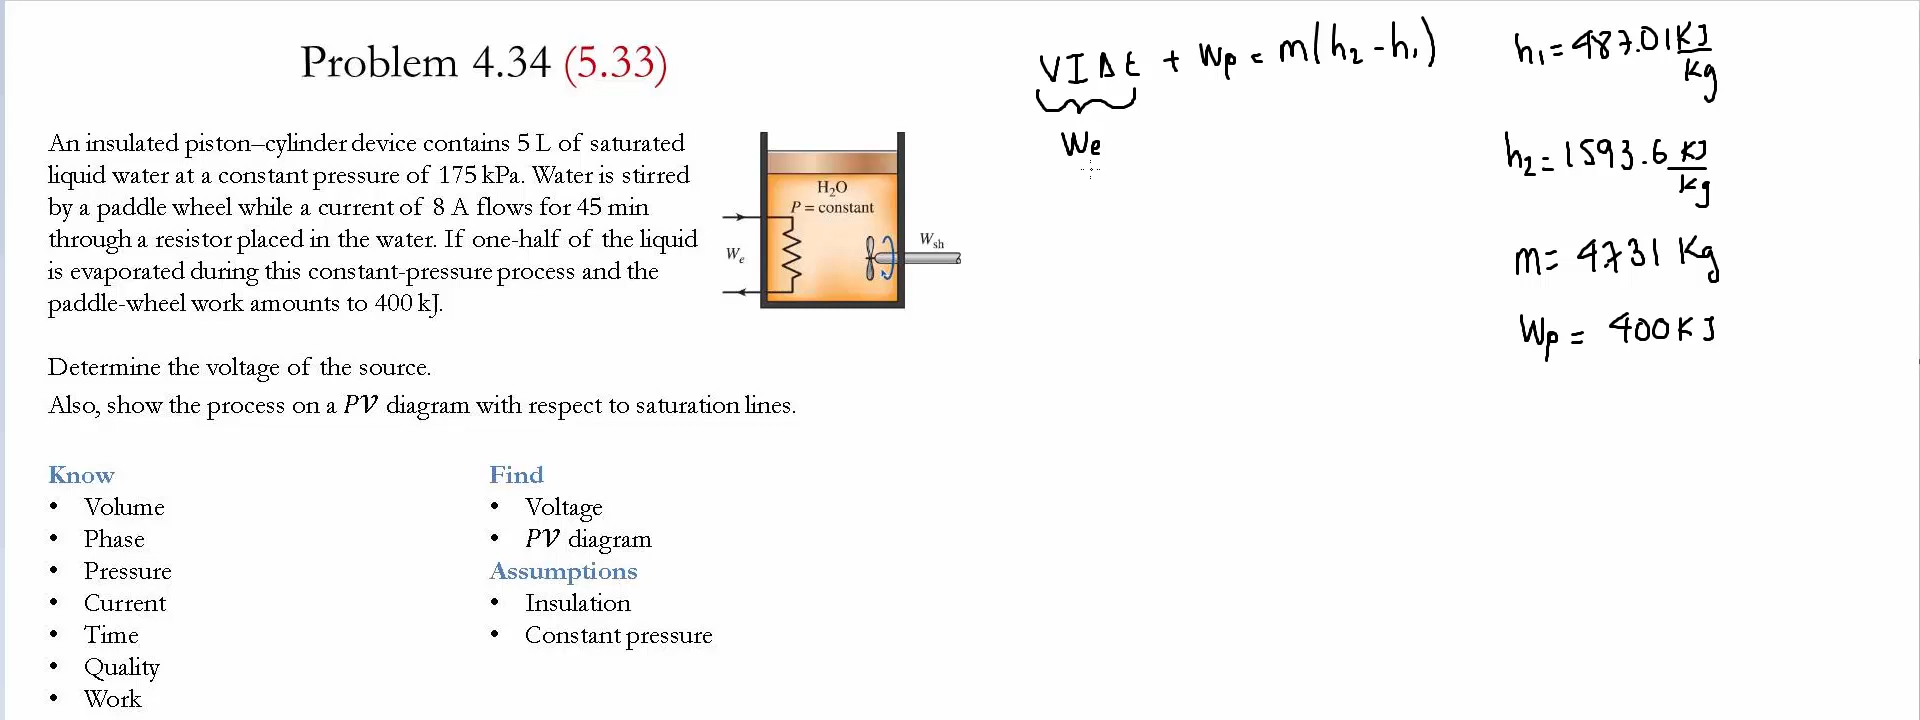 Problem 4.34 (5.33)
An insulated piston–cylinder device contains 5 L of saturated
liquid water at a constant pressure of 175 kPa. Water is stirred
by a paddle wheel while a current of 8 A flows for 45 min
through a resistor placed in the water. If one-half of the liquid
is evaporated during this constant-pressure process and the
paddle-wheel work amounts to 400 kJ.
H₂O
P = constant
Wₑ
W_sh
Determine the voltage of the source.
Also, show the process on a PV diagram with respect to saturation lines.
Know
• Volume
• Phase
• Pressure
• Current
• Time
• Quality
• Work
Find
• Voltage
• PV diagram
Assumptions
• Insulation
• Constant pressure
VIΔt + Wp = m(h₂ - h₁)
We
h₁ = 487.01 KJ/Kg
h₂ = 1593.6 KJ/Kg
m = 4731 Kg
Wp = 400 KJ